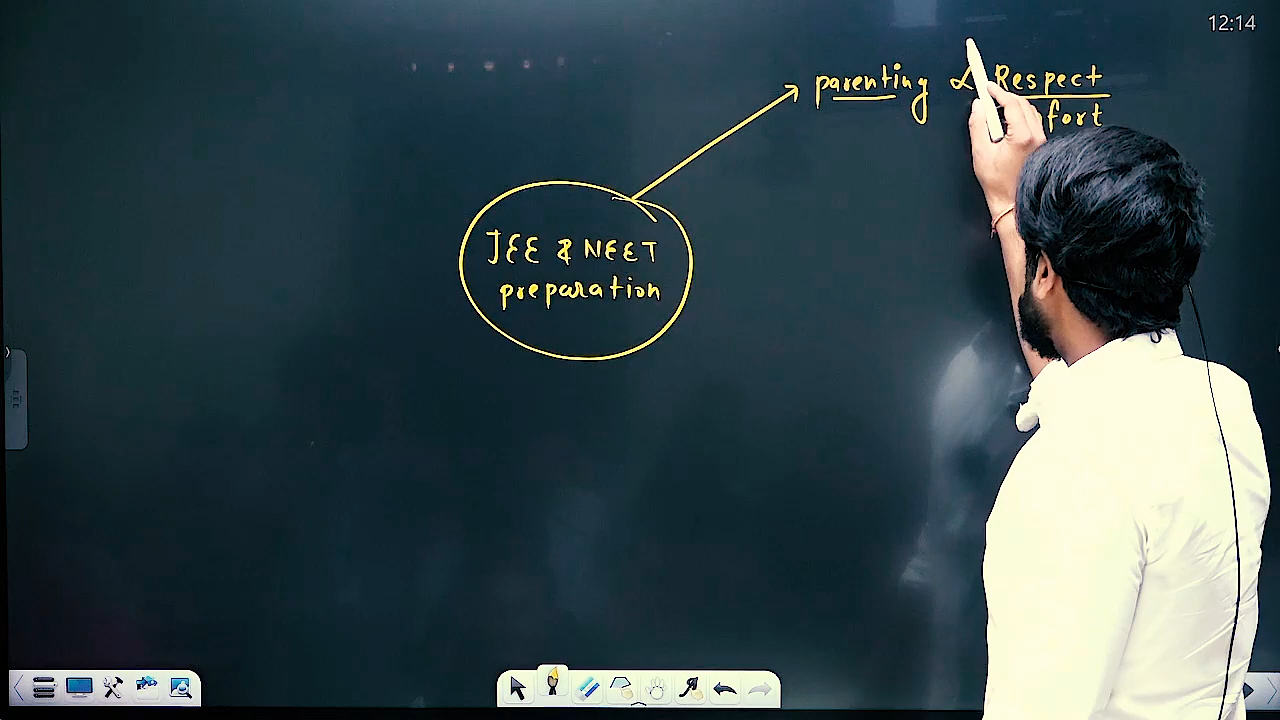 12:14
parenting ∝ Respect
fort
JEE & NEET
preparation